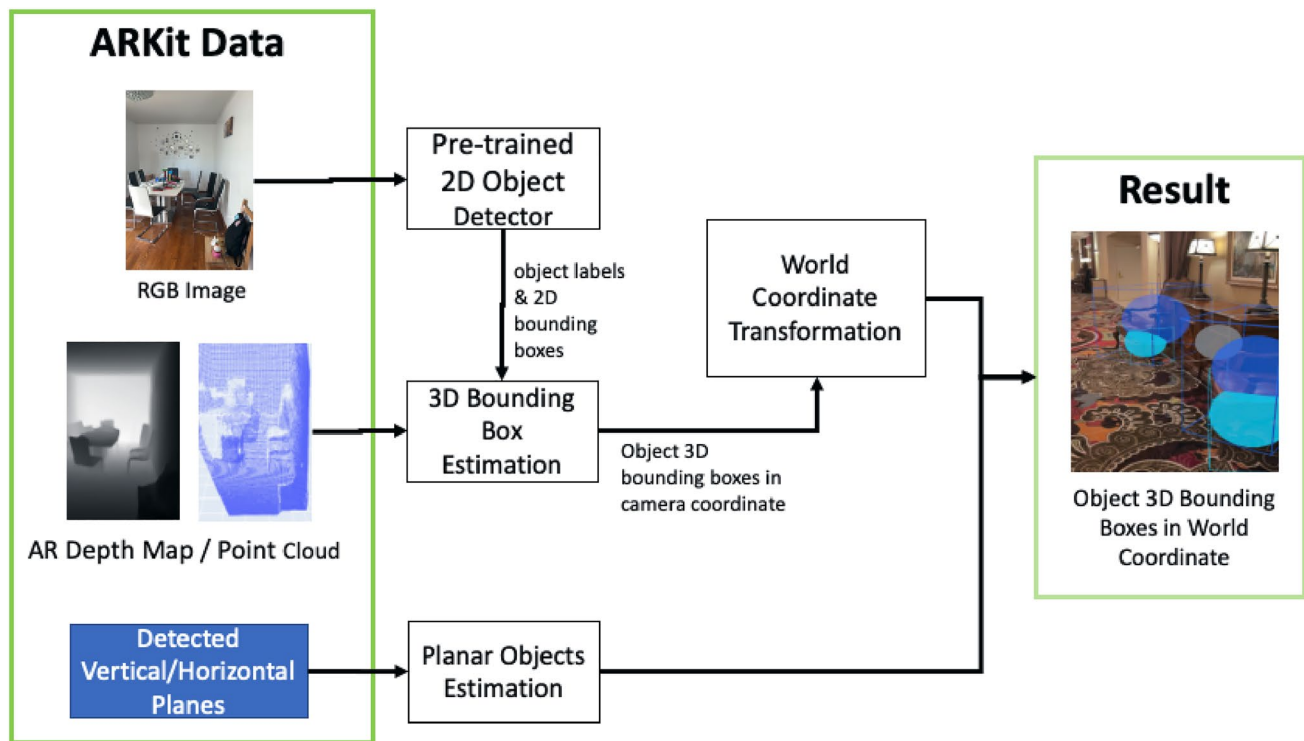 ARKit Data
RGB Image
AR Depth Map / Point Cloud
Detected
Vertical/Horizontal
Planes
Pre-trained
2D Object
Detector
object labels
& 2D
bounding
boxes
3D Bounding
Box
Estimation
Object 3D
bounding boxes in
camera coordinate
World
Coordinate
Transformation
Planar Objects
Estimation
Result
Object 3D Bounding
Boxes in World
Coordinate